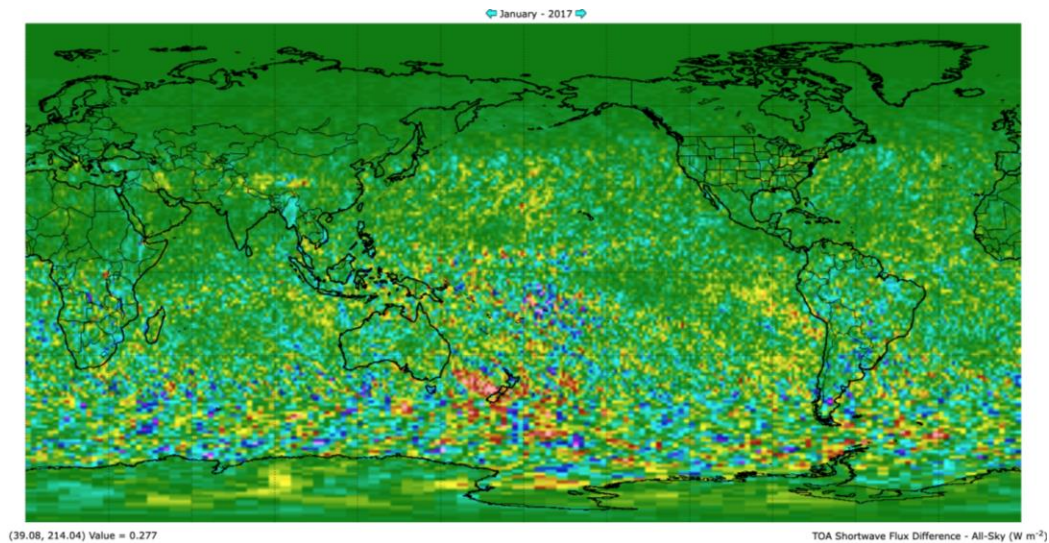 January - 2017
(39.08, 214.04) Value = 0.277
TOA Shortwave Flux Difference - All-Sky (W m-2)